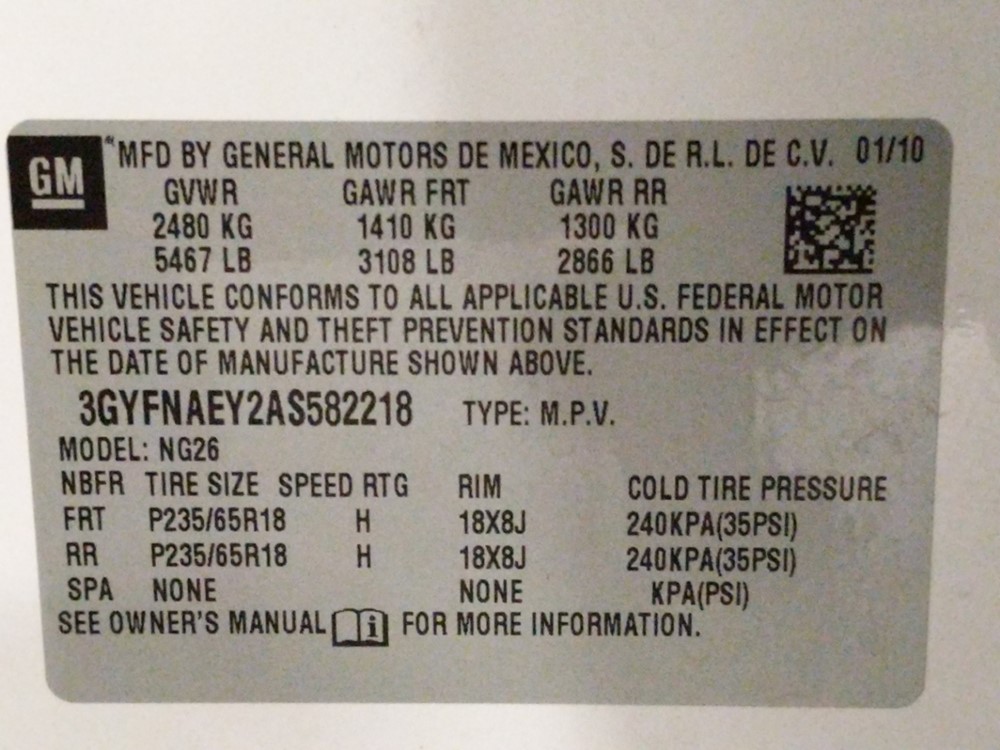 GM
"MFD BY GENERAL MOTORS DE MEXICO, S. DE R.L. DE C.V. 01/10
GVWR GAWR FRT GAWR RR
2480 KG 1410 KG 1300 KG
5467 LB 3108 LB 2866 LB
THIS VEHICLE CONFORMS TO ALL APPLICABLE U.S. FEDERAL MOTOR
VEHICLE SAFETY AND THEFT PREVENTION STANDARDS IN EFFECT ON
THE DATE OF MANUFACTURE SHOWN ABOVE.
3GYFNAEY2AS582218 TYPE: M.P.V.
MODEL: NG26
NBFR TIRE SIZE SPEED RTG RIM COLD TIRE PRESSURE
FRT P235/65R18 H 18X8J 240KPA(35PSI)
RR P235/65R18 H 18X8J 240KPA(35PSI)
SPA NONE NONE KPA(PSI)
SEE OWNER'S MANUAL i FOR MORE INFORMATION.